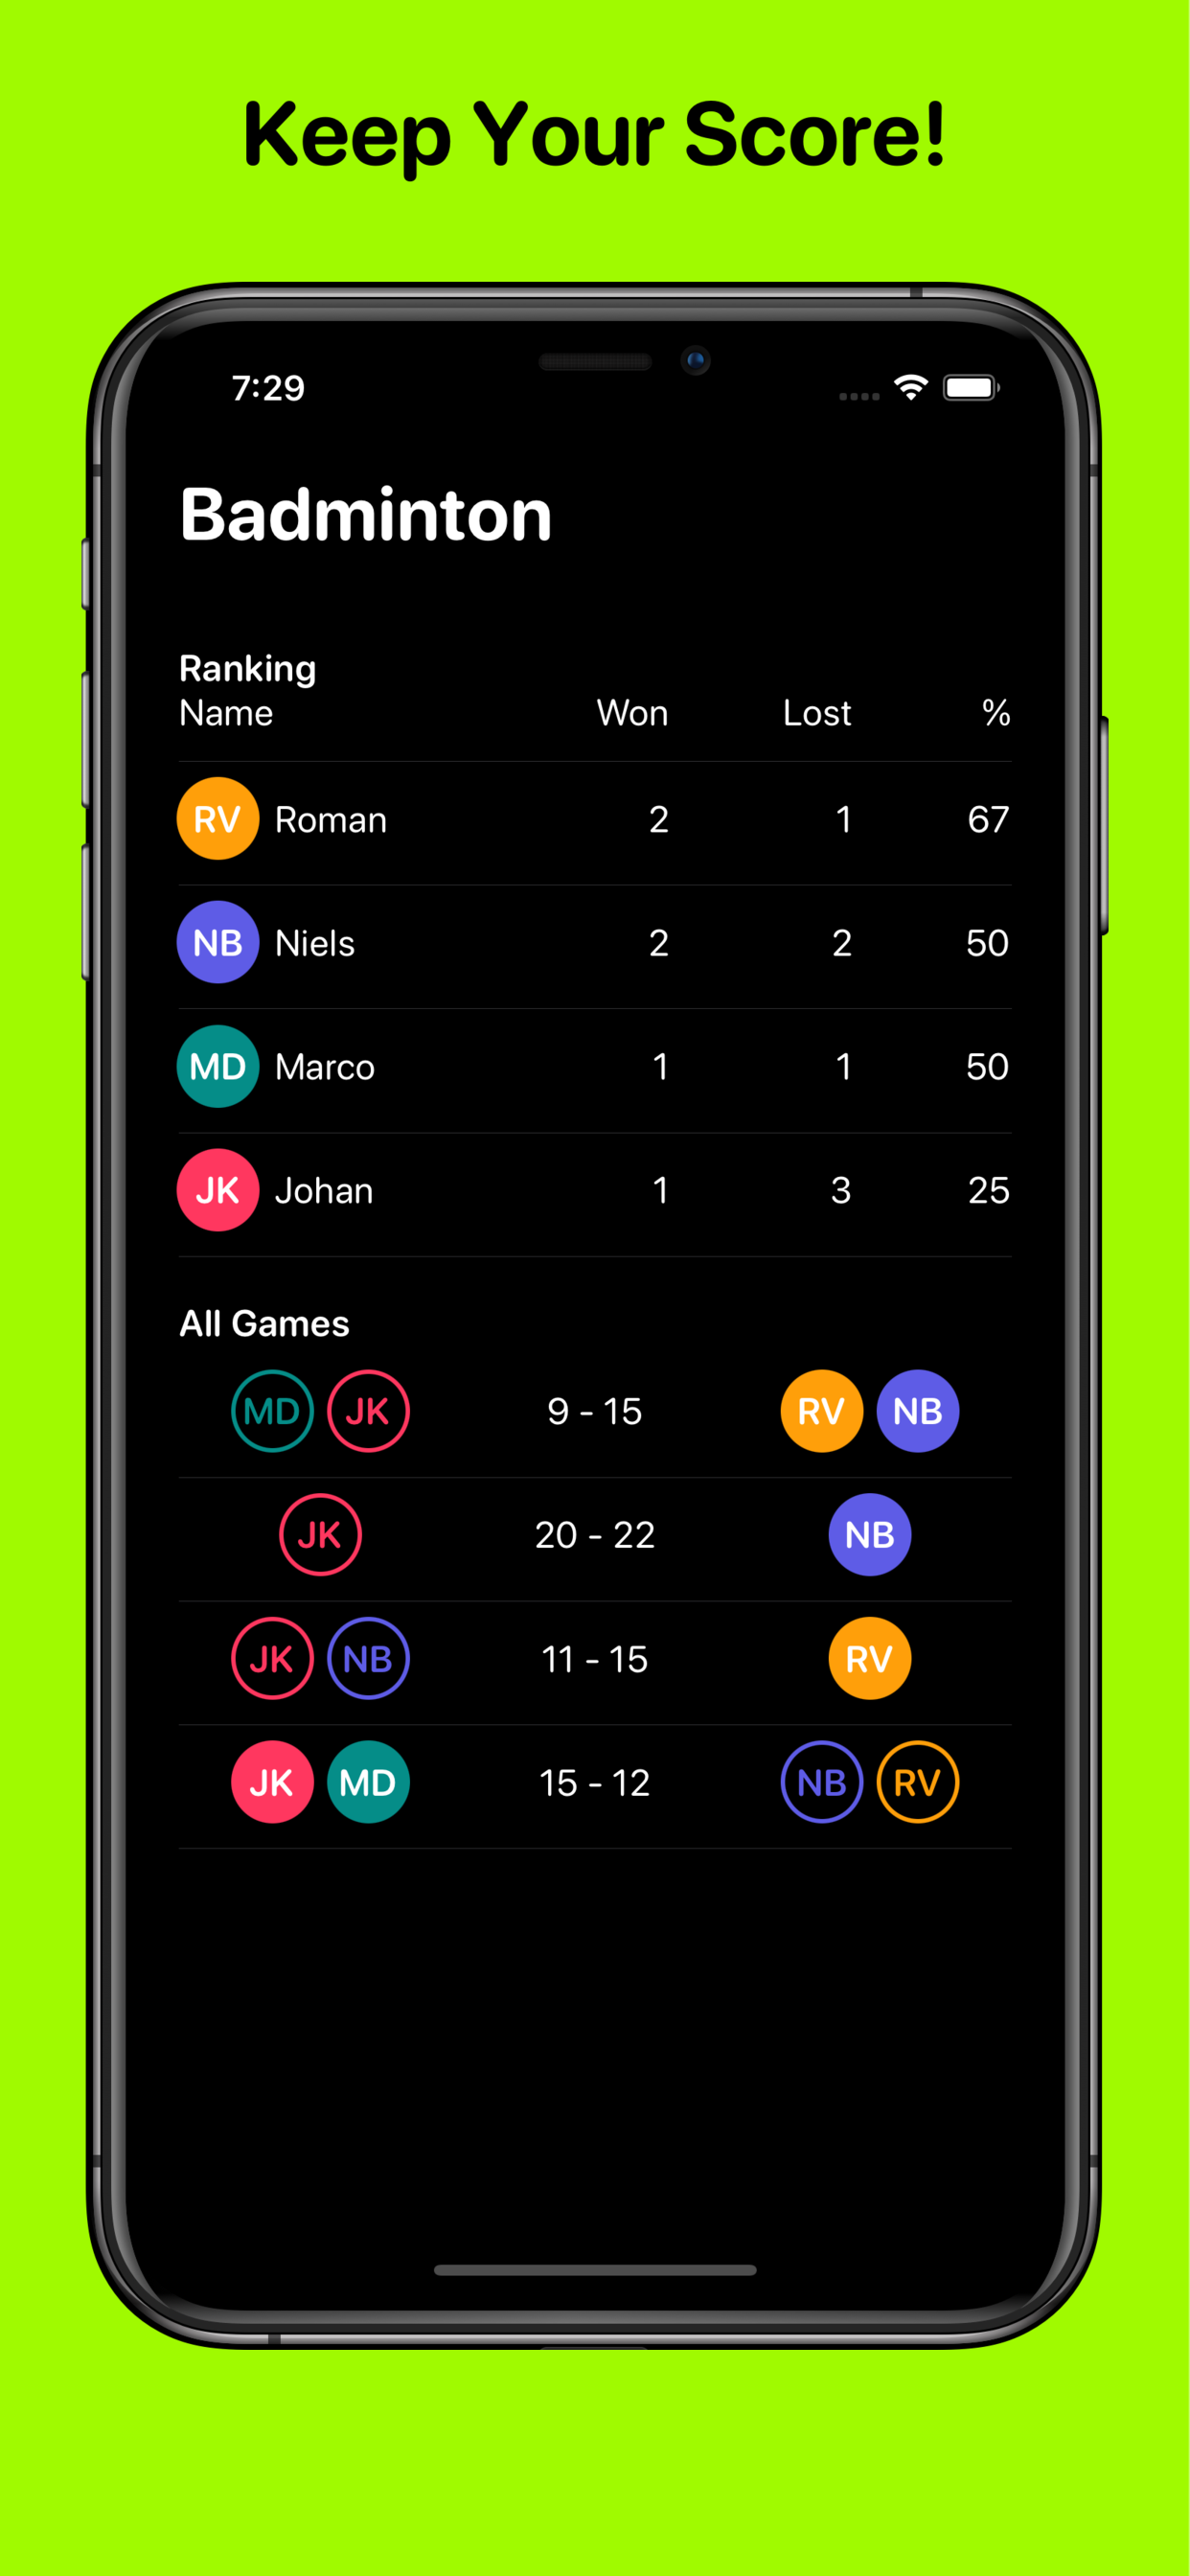 Keep Your Score!
7:29
Badminton
Ranking
Name Won Lost %
RV Roman 2 1 67
NB Niels 2 2 50
MD Marco 1 1 50
JK Johan 1 3 25
All Games
MD JK 9 - 15 RV NB
JK 20 - 22 NB
JK NB 11 - 15 RV
JK MD 15 - 12 NB RV